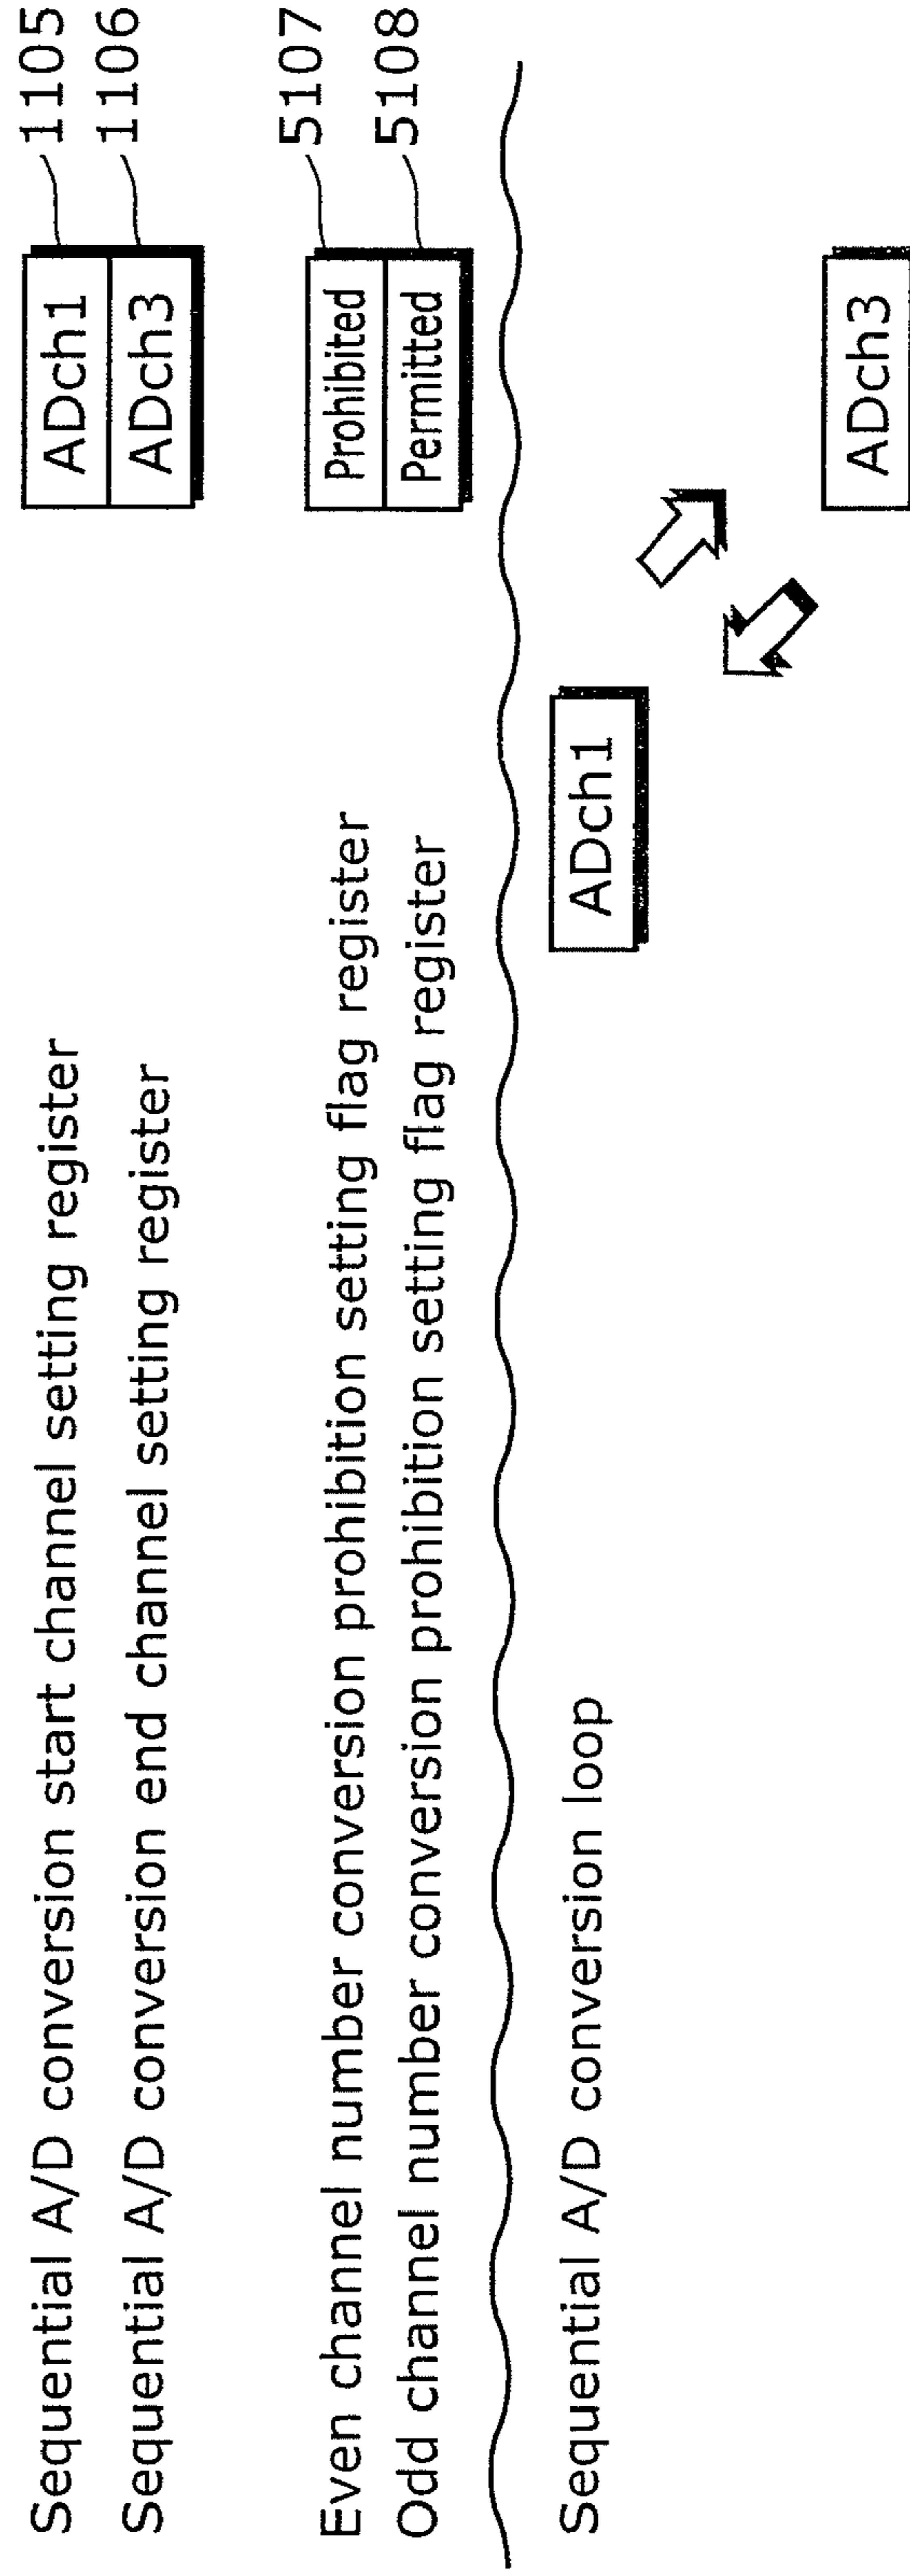 Sequential A/D conversion start channel setting register ADch1 1105
Sequential A/D conversion end channel setting register ADch3 1106
Even channel number conversion prohibition setting flag register Prohibited 5107
Odd channel number conversion prohibition setting flag register Permitted 5108
Sequential A/D conversion loop
ADch1
ADch3